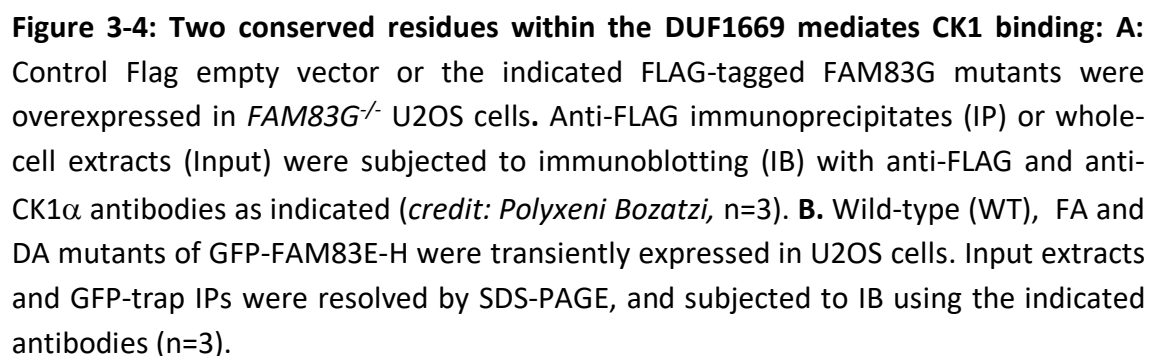 Figure 3-4: Two conserved residues within the DUF1669 mediates CK1 binding: A:
Control Flag empty vector or the indicated FLAG-tagged FAM83G mutants were
overexpressed in FAM83G-/- U2OS cells. Anti-FLAG immunoprecipitates (IP) or whole-
cell extracts (Input) were subjected to immunoblotting (IB) with anti-FLAG and anti-
CK1α antibodies as indicated (credit: Polyxeni Bozatzi, n=3). B. Wild-type (WT), FA and
DA mutants of GFP-FAM83E-H were transiently expressed in U2OS cells. Input extracts
and GFP-trap IPs were resolved by SDS-PAGE, and subjected to IB using the indicated
antibodies (n=3).